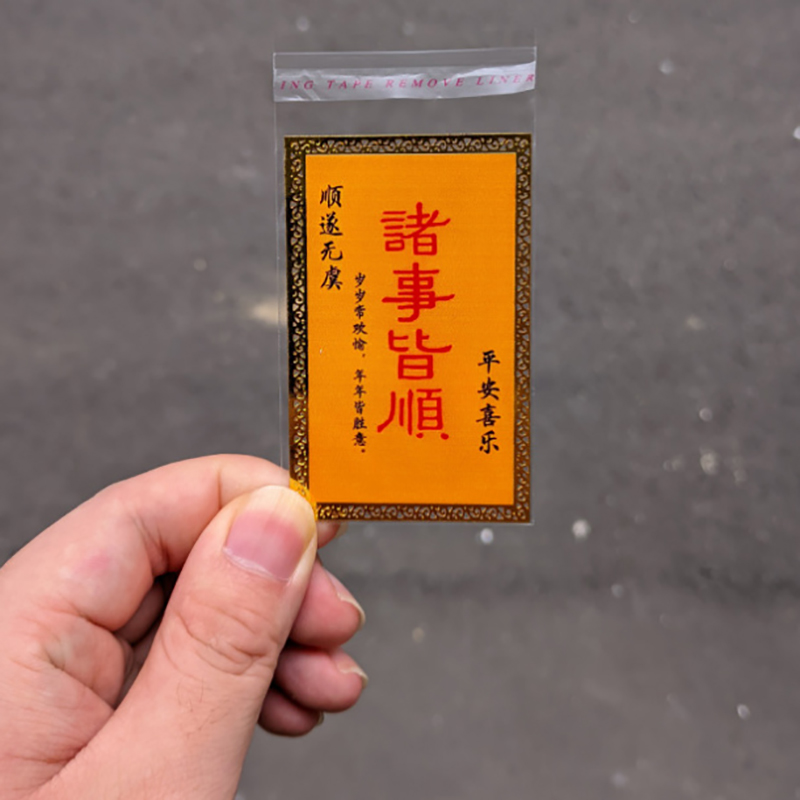 ING TAPE REMOVE LINER
平安喜乐
諸事皆順
岁岁常欢愉，年年皆胜意。
顺遂无虞